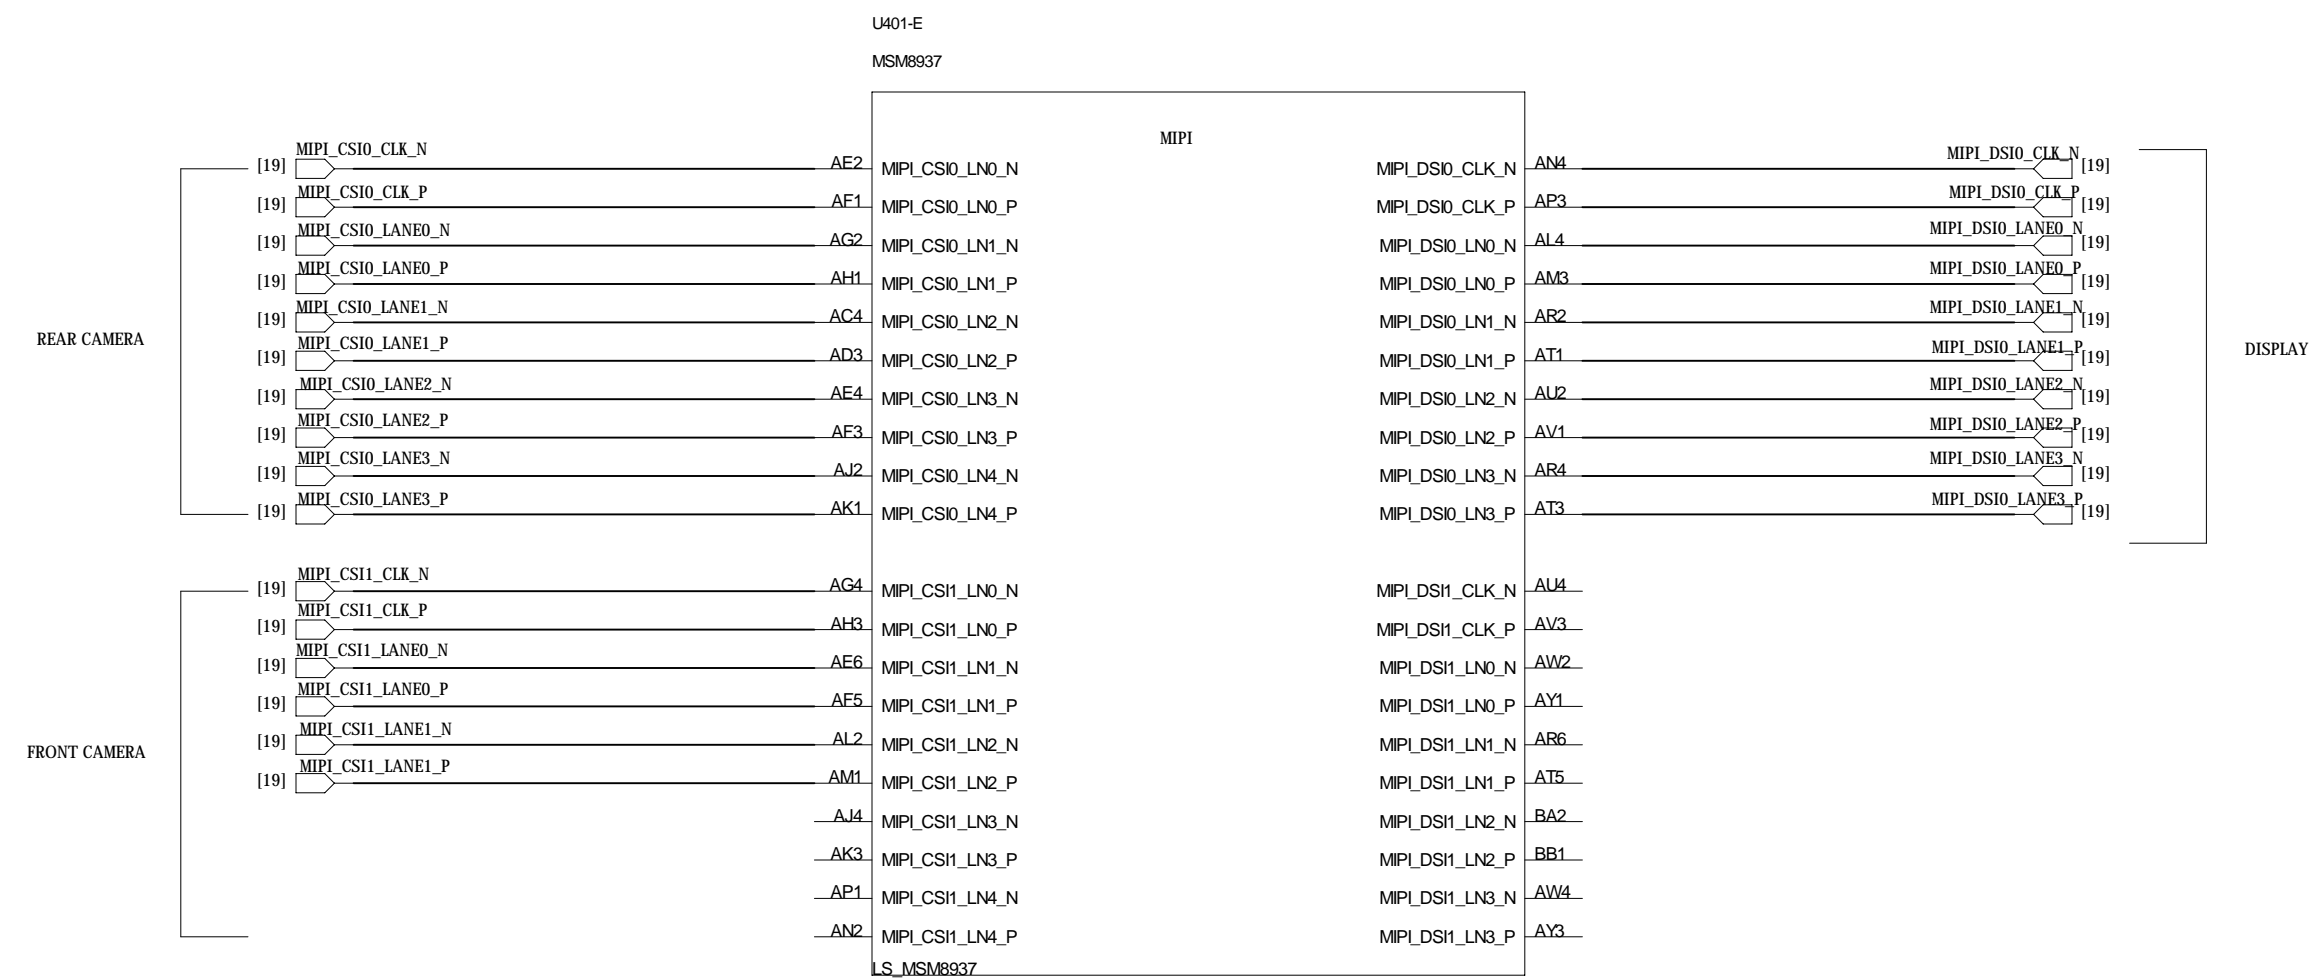 U401-E
MSM8937
MIPI
[19] MIPI_CSI0_CLK_N AE2 MIPI_CSI0_LN0_N MIPI_DSI0_CLK_N AN4 MIPI_DSI0_CLK_N [19]
[19] MIPI_CSI0_CLK_P AF1 MIPI_CSI0_LN0_P MIPI_DSI0_CLK_P AP3 MIPI_DSI0_CLK_P [19]
[19] MIPI_CSI0_LANE0_N AG2 MIPI_CSI0_LN1_N MIPI_DSI0_LN0_N AL4 MIPI_DSI0_LANE0_N [19]
[19] MIPI_CSI0_LANE0_P AH1 MIPI_CSI0_LN1_P MIPI_DSI0_LN0_P AM3 MIPI_DSI0_LANE0_P [19]
[19] MIPI_CSI0_LANE1_N AC4 MIPI_CSI0_LN2_N MIPI_DSI0_LN1_N AR2 MIPI_DSI0_LANE1_N [19]
REAR CAMERA
DISPLAY
[19] MIPI_CSI0_LANE1_P AD3 MIPI_CSI0_LN2_P MIPI_DSI0_LN1_P AT1 MIPI_DSI0_LANE1_P [19]
[19] MIPI_CSI0_LANE2_N AE4 MIPI_CSI0_LN3_N MIPI_DSI0_LN2_N AU2 MIPI_DSI0_LANE2_N [19]
[19] MIPI_CSI0_LANE2_P AF3 MIPI_CSI0_LN3_P MIPI_DSI0_LN2_P AV1 MIPI_DSI0_LANE2_P [19]
[19] MIPI_CSI0_LANE3_N AJ2 MIPI_CSI0_LN4_N MIPI_DSI0_LN3_N AR4 MIPI_DSI0_LANE3_N [19]
[19] MIPI_CSI0_LANE3_P AK1 MIPI_CSI0_LN4_P MIPI_DSI0_LN3_P AT3 MIPI_DSI0_LANE3_P [19]
[19] MIPI_CSI1_CLK_N AG4 MIPI_CSI1_LN0_N MIPI_DSI1_CLK_N AU4
[19] MIPI_CSI1_CLK_P AH3 MIPI_CSI1_LN0_P MIPI_DSI1_CLK_P AV3
[19] MIPI_CSI1_LANE0_N AE6 MIPI_CSI1_LN1_N MIPI_DSI1_LN0_N AW2
[19] MIPI_CSI1_LANE0_P AF5 MIPI_CSI1_LN1_P MIPI_DSI1_LN0_P AY1
[19] MIPI_CSI1_LANE1_N AL2 MIPI_CSI1_LN2_N MIPI_DSI1_LN1_N AR6
FRONT CAMERA
[19] MIPI_CSI1_LANE1_P AM1 MIPI_CSI1_LN2_P MIPI_DSI1_LN1_P AT5
AJ4 MIPI_CSI1_LN3_N MIPI_DSI1_LN2_N BA2
AK3 MIPI_CSI1_LN3_P MIPI_DSI1_LN2_P BB1
AP1 MIPI_CSI1_LN4_N MIPI_DSI1_LN3_N AW4
AN2 MIPI_CSI1_LN4_P MIPI_DSI1_LN3_P AY3
LS_MSM8937